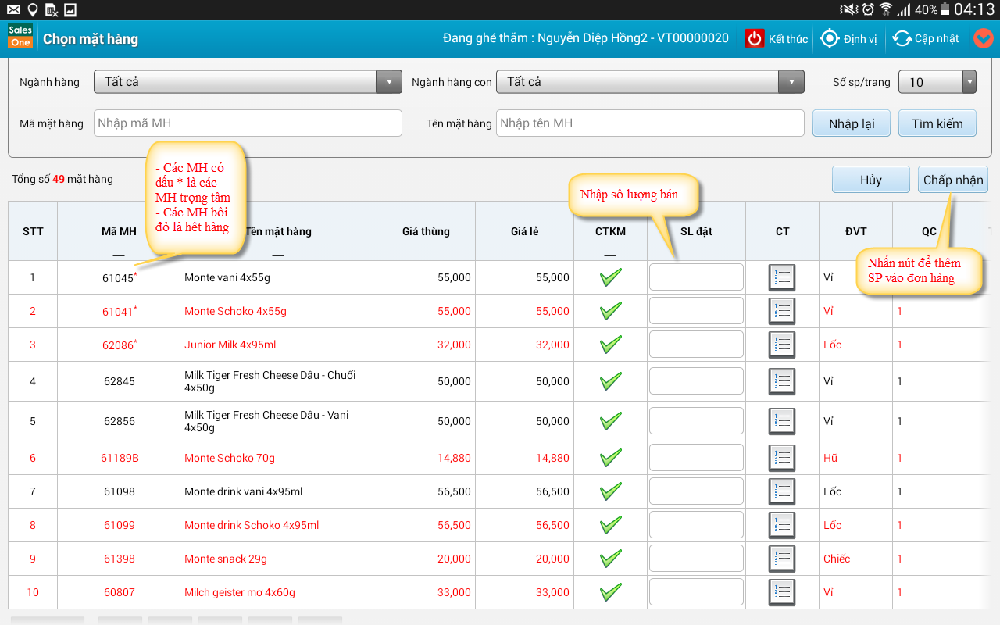 40% 04:13
Sales One
Chọn mặt hàng
Đang ghé thăm : Nguyễn Diệp Hồng2 - VT00000020
Kết thúc
Định vị
Cập nhật
Ngành hàng Tất cả Ngành hàng con Tất cả Số sp/trang 10
Mã mặt hàng Nhập mã MH Tên mặt hàng Nhập tên MH Nhập lại Tìm kiếm
Tổng số 49 mặt hàng
- Các MH có
dấu * là các
MH trọng tâm
- Các MH bôi
đỏ là hết hàng
Nhập số lượng bán
Hủy Chấp nhận
Nhấn nút để thêm
SP vào đơn hàng
STT Mã MH Tên mặt hàng Giá thùng Giá lẻ CTKM SL đặt CT ĐVT QC
1 61045* Monte vani 4x55g 55,000 55,000 Vỉ
2 61041* Monte Schoko 4x55g 55,000 55,000 Vỉ 1
3 62086* Junior Milk 4x95ml 32,000 32,000 Lốc 1
4 62845 Milk Tiger Fresh Cheese Dâu - Chuối 4x50g 50,000 50,000 Vỉ 1
5 62856 Milk Tiger Fresh Cheese Dâu - Vani 4x50g 50,000 50,000 Vỉ 1
6 61189B Monte Schoko 70g 14,880 14,880 Hũ 1
7 61098 Monte drink vani 4x95ml 56,500 56,500 Lốc 1
8 61099 Monte drink Schoko 4x95ml 56,500 56,500 Lốc 1
9 61398 Monte snack 29g 20,000 20,000 Chiếc 1
10 60807 Milch geister mơ 4x60g 33,000 33,000 Vỉ 1